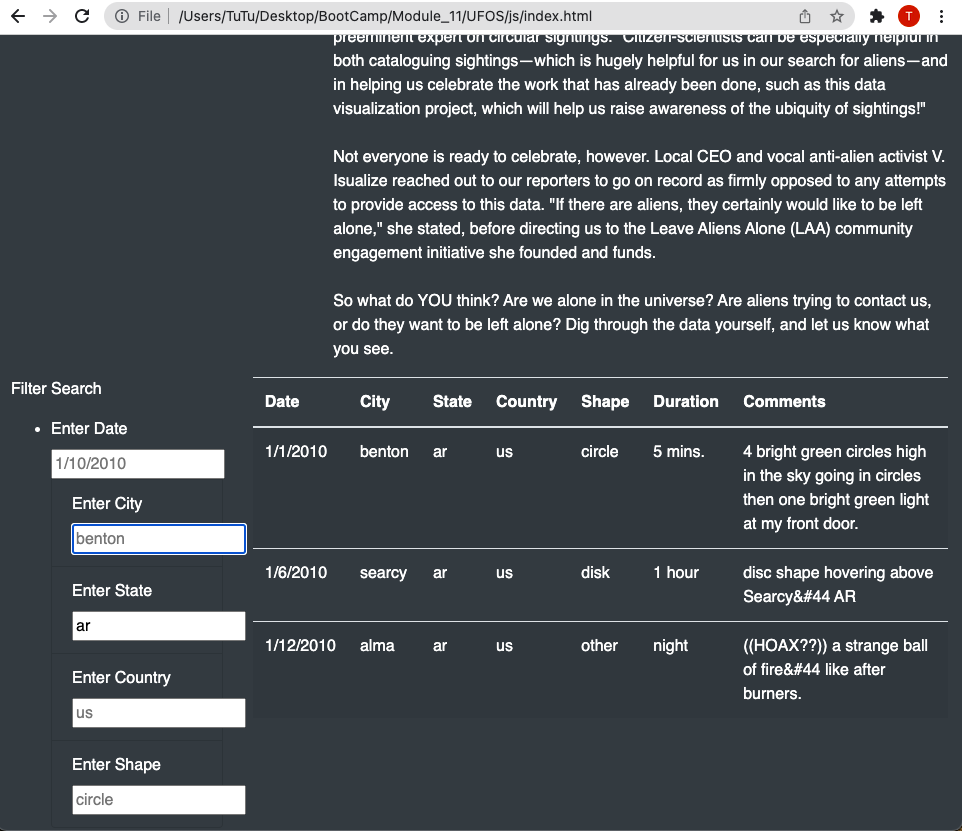 File /Users/TuTu/Desktop/BootCamp/Module_11/UFOS/js/index.html
T
preeminent expert on circular sightings. "Citizen-scientists can be especially helpful in
both cataloguing sightings—which is hugely helpful for us in our search for aliens—and
in helping us celebrate the work that has already been done, such as this data
visualization project, which will help us raise awareness of the ubiquity of sightings!"
Not everyone is ready to celebrate, however. Local CEO and vocal anti-alien activist V.
Isualize reached out to our reporters to go on record as firmly opposed to any attempts
to provide access to this data. "If there are aliens, they certainly would like to be left
alone," she stated, before directing us to the Leave Aliens Alone (LAA) community
engagement initiative she founded and funds.
So what do YOU think? Are we alone in the universe? Are aliens trying to contact us,
or do they want to be left alone? Dig through the data yourself, and let us know what
you see.
Filter Search
Enter Date
1/10/2010
Enter City
benton
Enter State
ar
Enter Country
us
Enter Shape
circle
Date City State Country Shape Duration Comments
1/1/2010 benton ar us circle 5 mins. 4 bright green circles high
in the sky going in circles
then one bright green light
at my front door.
1/6/2010 searcy ar us disk 1 hour disc shape hovering above
Searcy&#44 AR
1/12/2010 alma ar us other night ((HOAX??)) a strange ball
of fire&#44 like after
burners.